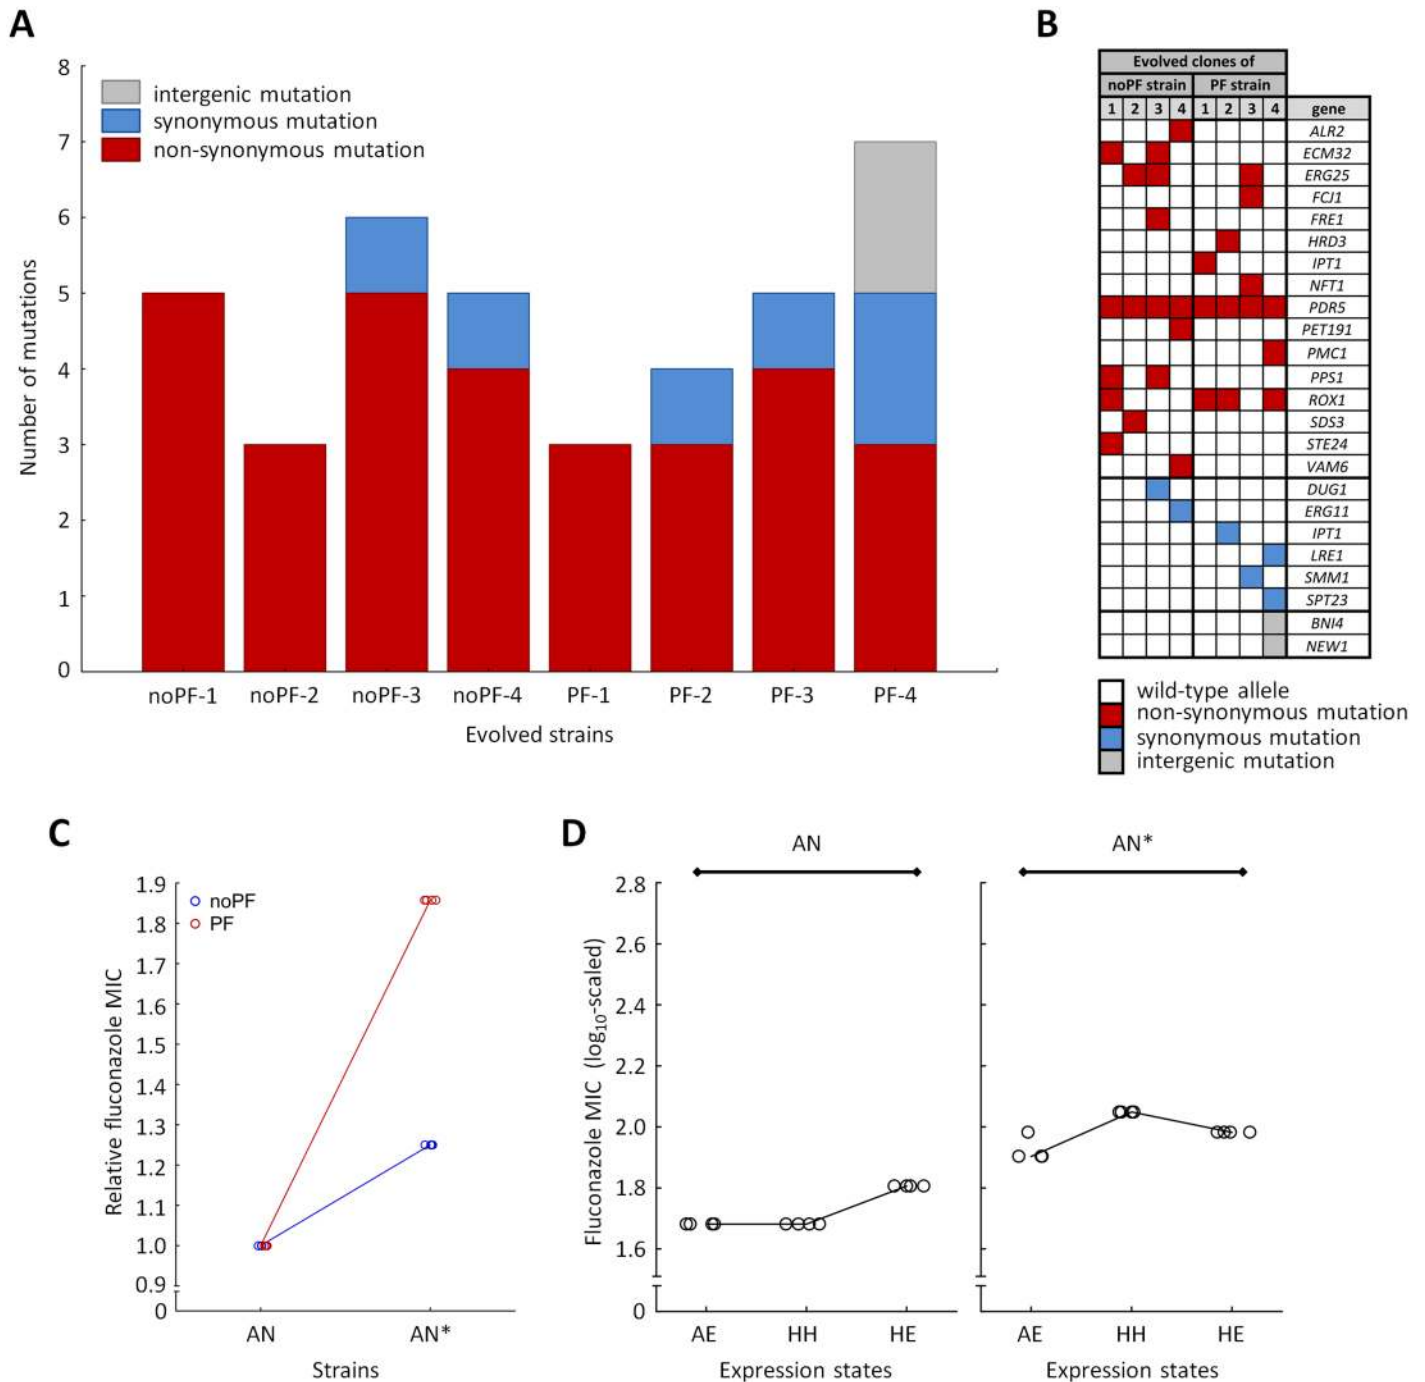 A
8
7
6
5
4
3
2
1
0
Number of mutations
intergenic mutation
synonymous mutation
non-synonymous mutation
noPF-1 noPF-2 noPF-3 noPF-4 PF-1 PF-2 PF-3 PF-4
Evolved strains
B
Evolved clones of
noPF strain PF strain
1 2 3 4 1 2 3 4 gene
ALR2
ECM32
ERG25
FCJ1
FRE1
HRD3
IPT1
NFT1
PDR5
PET191
PMC1
PPS1
ROX1
SDS3
STE24
VAM6
DUG1
ERG11
IPT1
LRE1
SMM1
SPT23
BNI4
NEW1
wild-type allele
non-synonymous mutation
synonymous mutation
intergenic mutation
C
1.9
1.8
1.7
1.6
1.5
1.4
1.3
1.2
1.1
1.0
0.9
0
Relative fluconazole MIC
noPF
PF
AN AN*
Strains
D
AN AN*
2.8
2.6
2.4
2.2
2.0
1.8
1.6
0
Fluconazole MIC (log10-scaled)
AE HH HE AE HH HE
Expression states Expression states